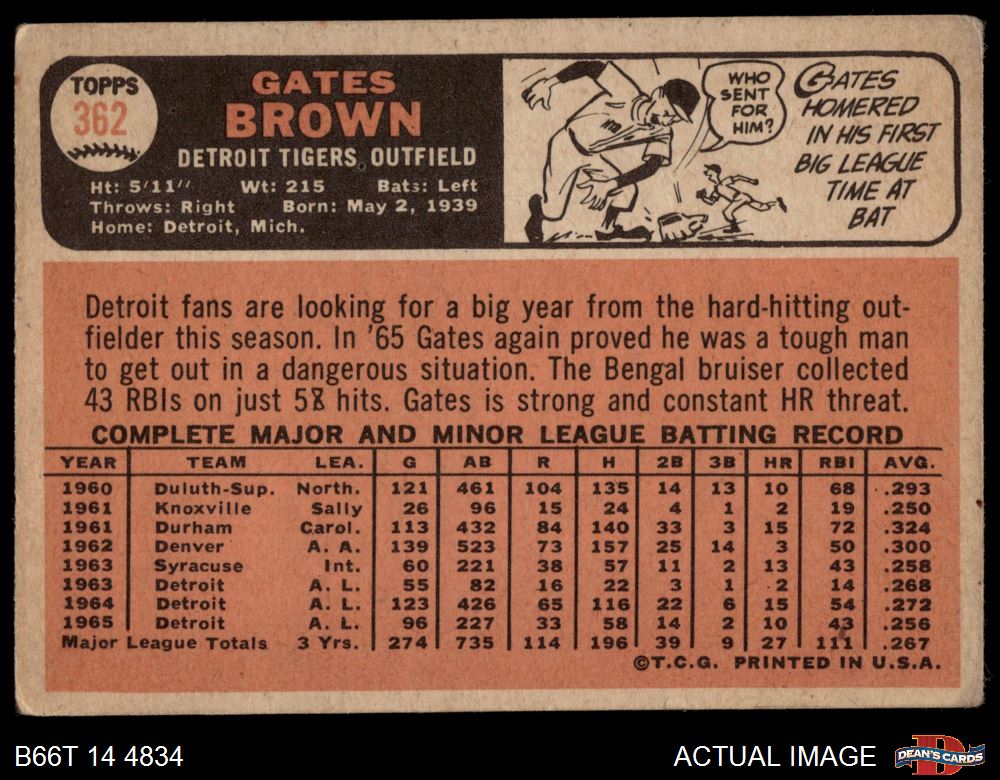 TOPPS
362
GATES
BROWN
DETROIT TIGERS, OUTFIELD
Ht: 5'11'' Wt: 215 Bats: Left
Throws: Right Born: May 2, 1939
Home: Detroit, Mich.
WHO
SENT
FOR
HIM?
GATES
HOMERED
IN HIS FIRST
BIG LEAGUE
TIME AT
BAT
Detroit fans are looking for a big year from the hard-hitting out-
fielder this season. In '65 Gates again proved he was a tough man
to get out in a dangerous situation. The Bengal bruiser collected
43 RBIs on just 58 hits. Gates is strong and constant HR threat.
COMPLETE MAJOR AND MINOR LEAGUE BATTING RECORD
YEAR TEAM LEA. G AB R H 2B 3B HR RBI AVG.
1960 Duluth-Sup. North. 121 461 104 135 14 13 10 68 .293
1961 Knoxville Sally 26 96 15 24 4 1 2 19 .250
1961 Durham Carol. 113 432 84 140 33 3 15 72 .324
1962 Denver A. A. 139 523 73 157 25 14 3 50 .300
1963 Syracuse Int. 60 221 38 57 11 2 13 43 .258
1963 Detroit A. L. 55 82 16 22 3 1 2 14 .268
1964 Detroit A. L. 123 426 65 116 22 6 15 54 .272
1965 Detroit A. L. 96 227 33 58 14 2 10 43 .256
Major League Totals 3 Yrs. 274 735 114 196 39 9 27 111 .267
©T.C.G. PRINTED IN U.S.A.
B66T 14 4834
ACTUAL IMAGE
D
DEAN'S CARDS